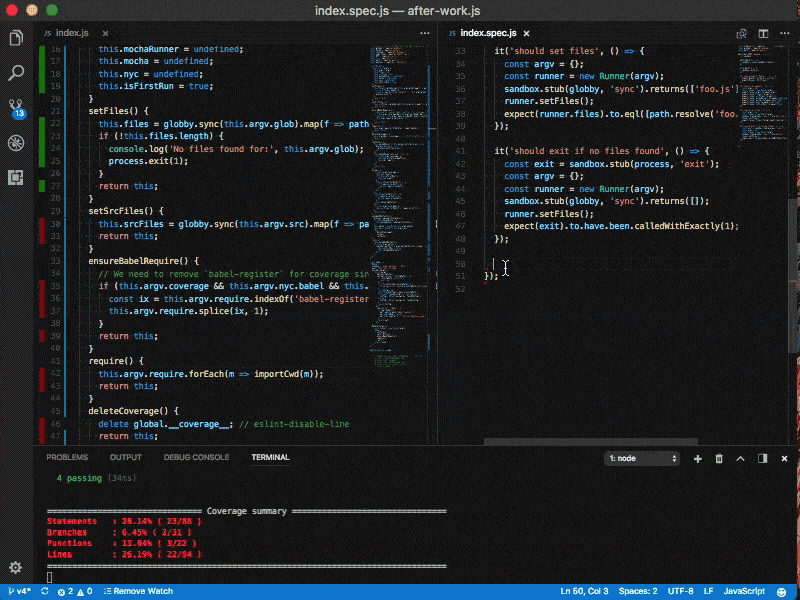 index.spec.js — after-work.js
JS index.js ×
16 this.mochaRunner = undefined;
17 this.mocha = undefined;
18 this.nyc = undefined;
19 this.isFirstRun = true;
20 }
21 setFiles() {
22 this.files = globby.sync(this.argv.glob).map(f => path
23 if (!this.files.length) {
24 console.log('No files found for:', this.argv.glob);
25 process.exit(1);
26 }
27 return this;
28 }
29 setSrcFiles() {
30 this.srcFiles = globby.sync(this.argv.src).map(f => pa
31 return this;
32 }
33 ensureBabelRequire() {
34 // We need to remove `babel-register` for coverage sin
35 if (this.argv.coverage && this.argv.nyc.babel && this.
36 const ix = this.argv.require.indexOf('babel-register
37 this.argv.require.splice(ix, 1);
38 }
39 return this;
40 }
41 require() {
42 this.argv.require.forEach(m => importCwd(m));
43 return this;
44 }
45 deleteCoverage() {
46 delete global.__coverage__; // eslint-disable-line
47 return this;
JS index.spec.js ×
33 it('should set files', () => {
34 const argv = {};
35 const runner = new Runner(argv);
36 sandbox.stub(globby, 'sync').returns(['foo.js']
37 runner.setFiles();
38 expect(runner.files).to.eql([path.resolve('foo.
39 });
40
41 it('should exit if no files found', () => {
42 const exit = sandbox.stub(process, 'exit');
43 const argv = {};
44 const runner = new Runner(argv);
45 sandbox.stub(globby, 'sync').returns([]);
46 runner.setFiles();
47 expect(exit).to.have.been.calledWithExactly(1);
48 });
49
50
51 });
52
13
PROBLEMS OUTPUT DEBUG CONSOLE TERMINAL 1: node
4 passing (34ms)
============================= Coverage summary =============================
Statements : 26.14% ( 23/88 )
Branches : 6.45% ( 2/31 )
Functions : 13.64% ( 3/22 )
Lines : 26.19% ( 22/84 )
================================================================================
v4* 2 0 Remove Watch Ln 50, Col 3 Spaces: 2 UTF-8 LF JavaScript